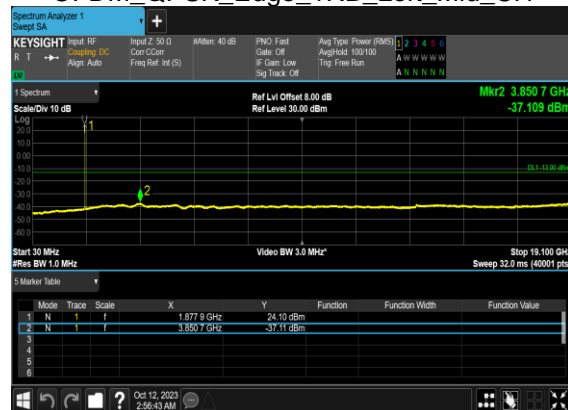 Spectrum Analyzer 1
Swept SA
+
KEYSIGHT
R T
LW
Input: RF
Coupling: DC
Align: Auto
Input Z: 50 Ω
Corr CCorr
Freq Ref: Int (S)
#Atten: 40 dB
PNO: Fast
Gate: Off
IF Gain: Low
Sig Track: Off
Avg Type: Power (RMS)
Avg|Hold: 100/100
Trig: Free Run
1 2 3 4 5 6
A W W W W W
A N N N N N
1 Spectrum
Scale/Div 10 dB
Ref Lvl Offset 8.00 dB
Ref Level 30.00 dBm
Mkr2 3.850 7 GHz
-37.109 dBm
Log
20.0
10.0
0.00
-10.0
-20.0
-30.0
-40.0
-50.0
-60.0
1
2
DL1 -13.00 dBm
Start 30 MHz
#Res BW 1.0 MHz
Video BW 3.0 MHz*
Stop 19.100 GHz
Sweep 32.0 ms (40001 pts)
5 Marker Table
Mode Trace Scale X Y Function Function Width Function Value
1 N 1 f 1.877 9 GHz 24.10 dBm
2 N 1 f 3.850 7 GHz -37.11 dBm
3
4
5
6
?
Oct 12, 2023
2:56:43 AM